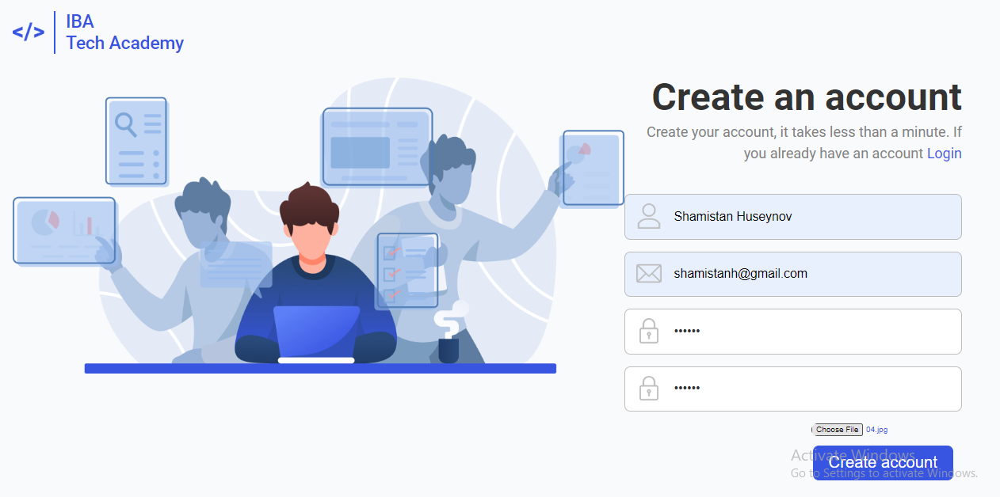 </>
IBA
Tech Academy
Create an account
Create your account, it takes less than a minute. If
you already have an account Login
Shamistan Huseynov
shamistanh@gmail.com
••••••
••••••
Choose File 04.jpg
Create account
Activate Windows
Go to Settings to activate Windows.